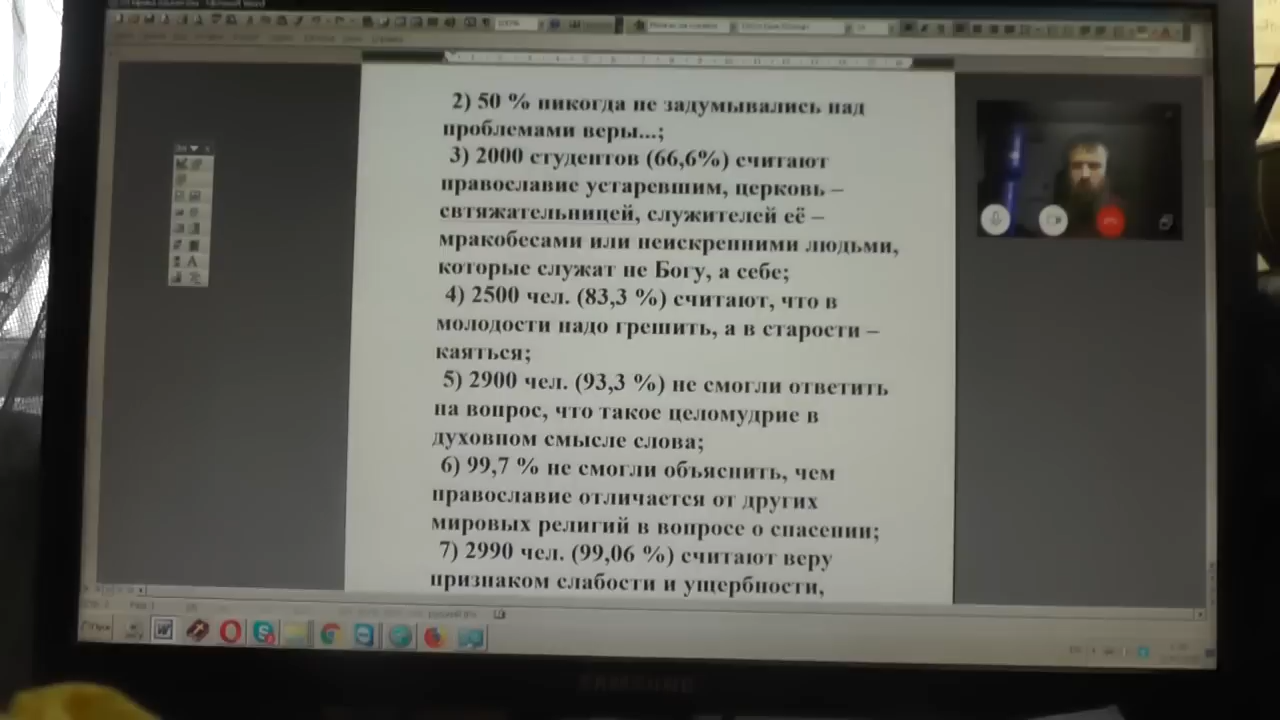 2) 50 % никогда не задумывались над
проблемами веры...;
3) 2000 студентов (66,6%) считают
православие устаревшим, церковь –
свтяжательницей, служителей её –
мракобесами или неискренними людьми,
которые служат не Богу, а себе;
4) 2500 чел. (83,3 %) считают, что в
молодости надо грешить, а в старости –
каяться;
5) 2900 чел. (93,3 %) не смогли ответить
на вопрос, что такое целомудрие в
духовном смысле слова;
6) 99,7 % не смогли объяснить, чем
православие отличается от других
мировых религий в вопросе о спасении;
7) 2990 чел. (99,06 %) считают веру
признаком слабости и ущербности,
SAMSUNG